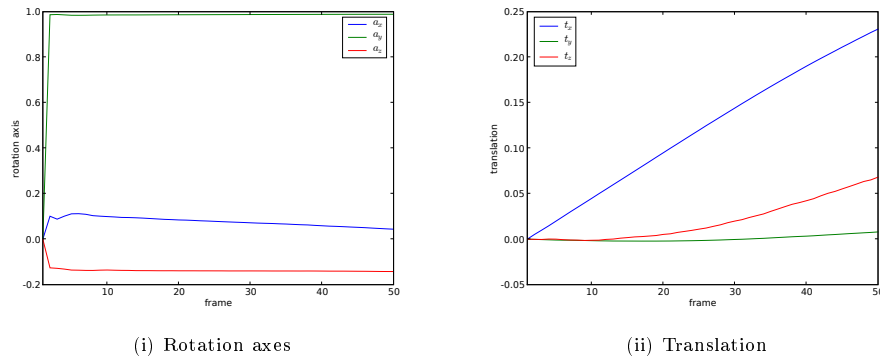 1.0
0.8
0.6
0.4
0.2
0.0
-0.2
rotation axis
a_x
a_y
a_z
10
20
30
40
50
frame
(i) Rotation axes
0.25
0.20
0.15
0.10
0.05
0.00
-0.05
translation
t_x
t_y
t_z
10
20
30
40
50
frame
(ii) Translation